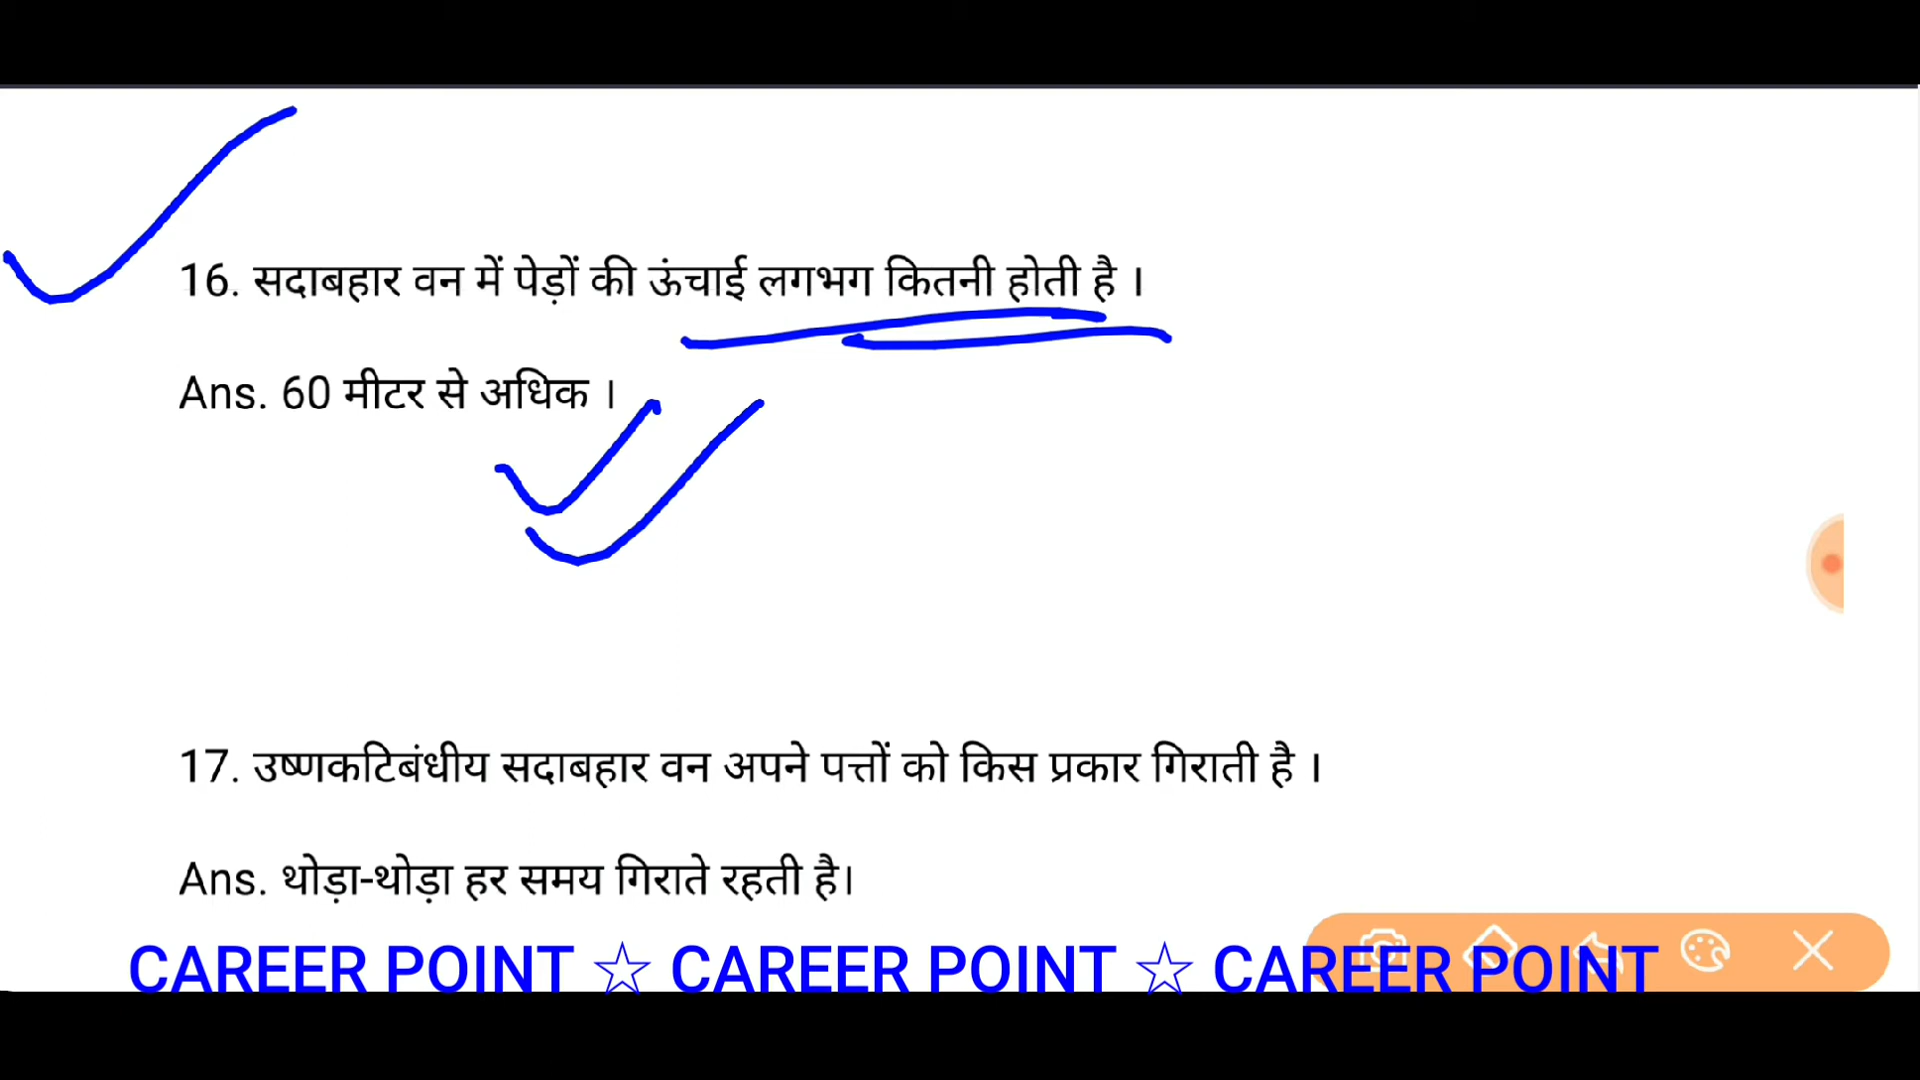 16. सदाबहार वन में पेड़ों की ऊंचाई लगभग कितनी होती है ।
Ans. 60 मीटर से अधिक ।
17. उष्णकटिबंधीय सदाबहार वन अपने पत्तों को किस प्रकार गिराती है ।
Ans. थोड़ा-थोड़ा हर समय गिराते रहती है।
CAREER POINT ☆ CAREER POINT ☆ CAREER POINT